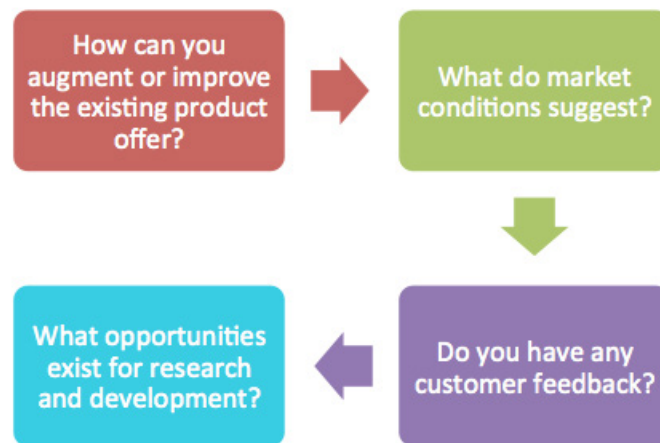 How can you
augment or improve
the existing product
offer?
What do market
conditions suggest?
Do you have any
customer feedback?
What opportunities
exist for research
and development?